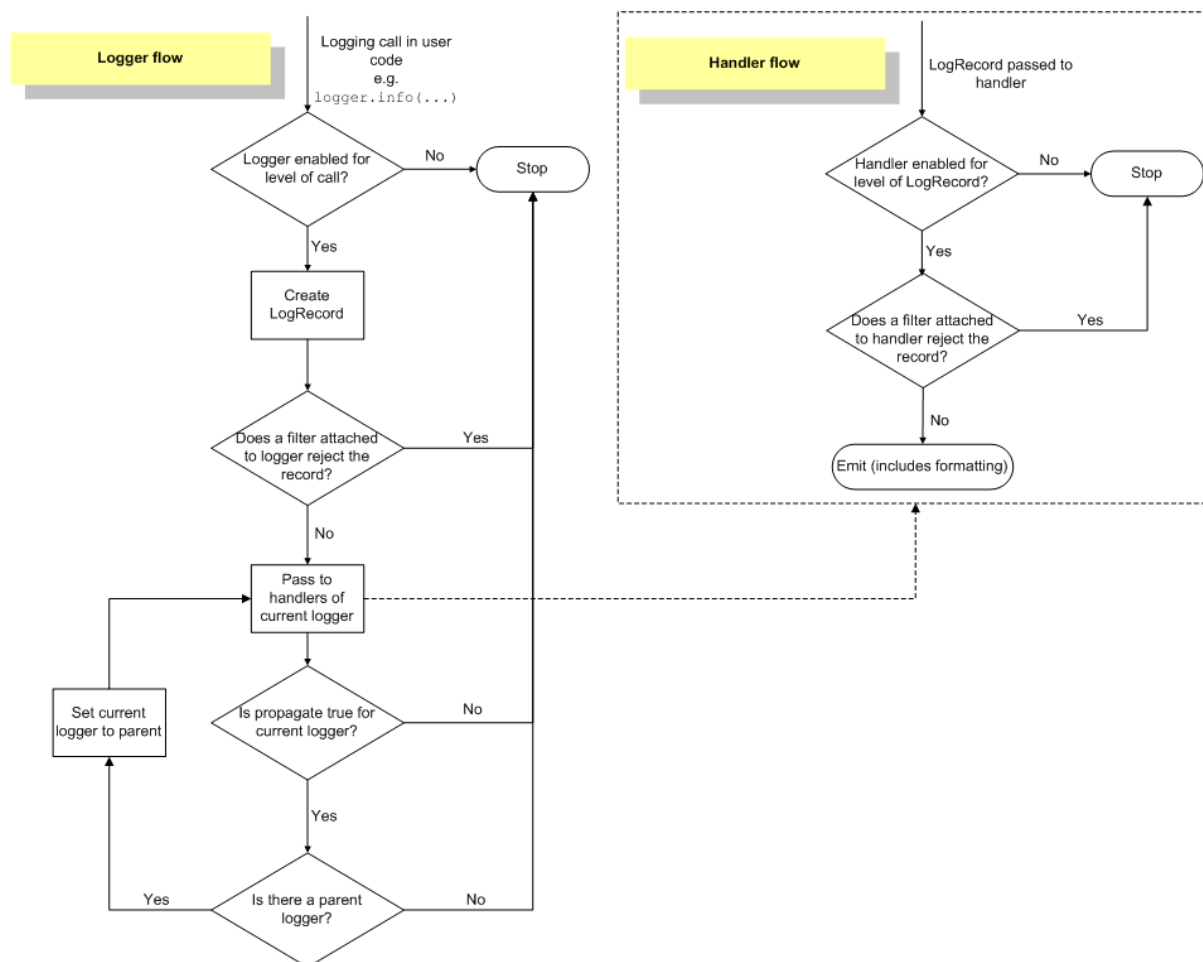 Logger flow
Logging call in user
code
e.g.
logger.info(...)
Logger enabled for
level of call?
No
Stop
Yes
Create
LogRecord
Does a filter attached
to logger reject the
record?
Yes
No
Pass to
handlers of
current logger
Set current
logger to parent
Is propagate true for
current logger?
No
Yes
Is there a parent
logger?
Yes
No
Handler flow
LogRecord passed to
handler
Handler enabled for
level of LogRecord?
No
Stop
Yes
Does a filter attached
to handler reject the
record?
Yes
No
Emit (includes formatting)